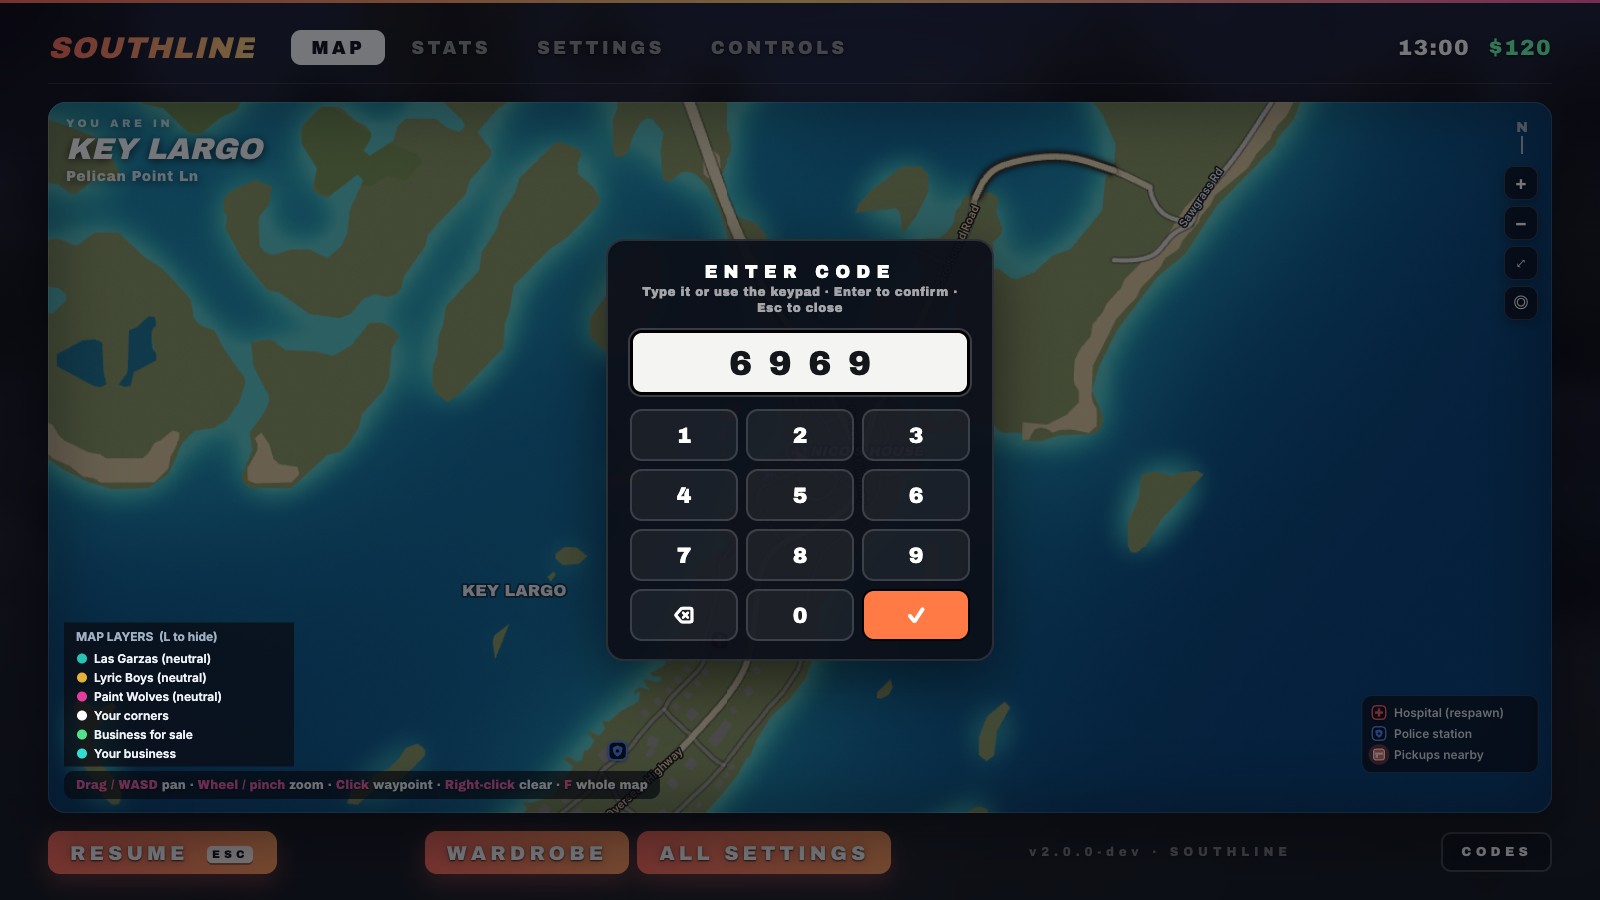 SOUTHLINE
MAP
STATS
SETTINGS
CONTROLS
13:00
$120
YOU ARE IN
KEY LARGO
Pelican Point Ln
N
Sawgrass Rd
Road
ENTER CODE
Type it or use the keypad · Enter to confirm ·
Esc to close
6969
1
2
3
4
5
6
7
8
9
0
KEY LARGO
MAP LAYERS (L to hide)
Las Garzas (neutral)
Lyric Boys (neutral)
Paint Wolves (neutral)
Your corners
Business for sale
Your business
Hospital (respawn)
Police station
Pickups nearby
Drag / WASD pan · Wheel / pinch zoom · Click waypoint · Right-click clear · F whole map
RESUME ESC
WARDROBE
ALL SETTINGS
v2.0.0-dev · SOUTHLINE
CODES